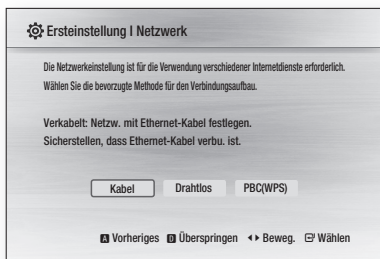 Ersteinstellung I Netzwerk
Die Netzwerkeinstellung ist für die Verwendung verschiedener Internetdienste erforderlich.
Wählen Sie die bevorzugte Methode für den Verbindungsaufbau.
Verkabelt: Netzw. mit Ethernet-Kabel festlegen.
Sicherstellen, dass Ethernet-Kabel verbu. ist.
Kabel Drahtlos PBC(WPS)
A Vorheriges D Überspringen Beweg. Wählen